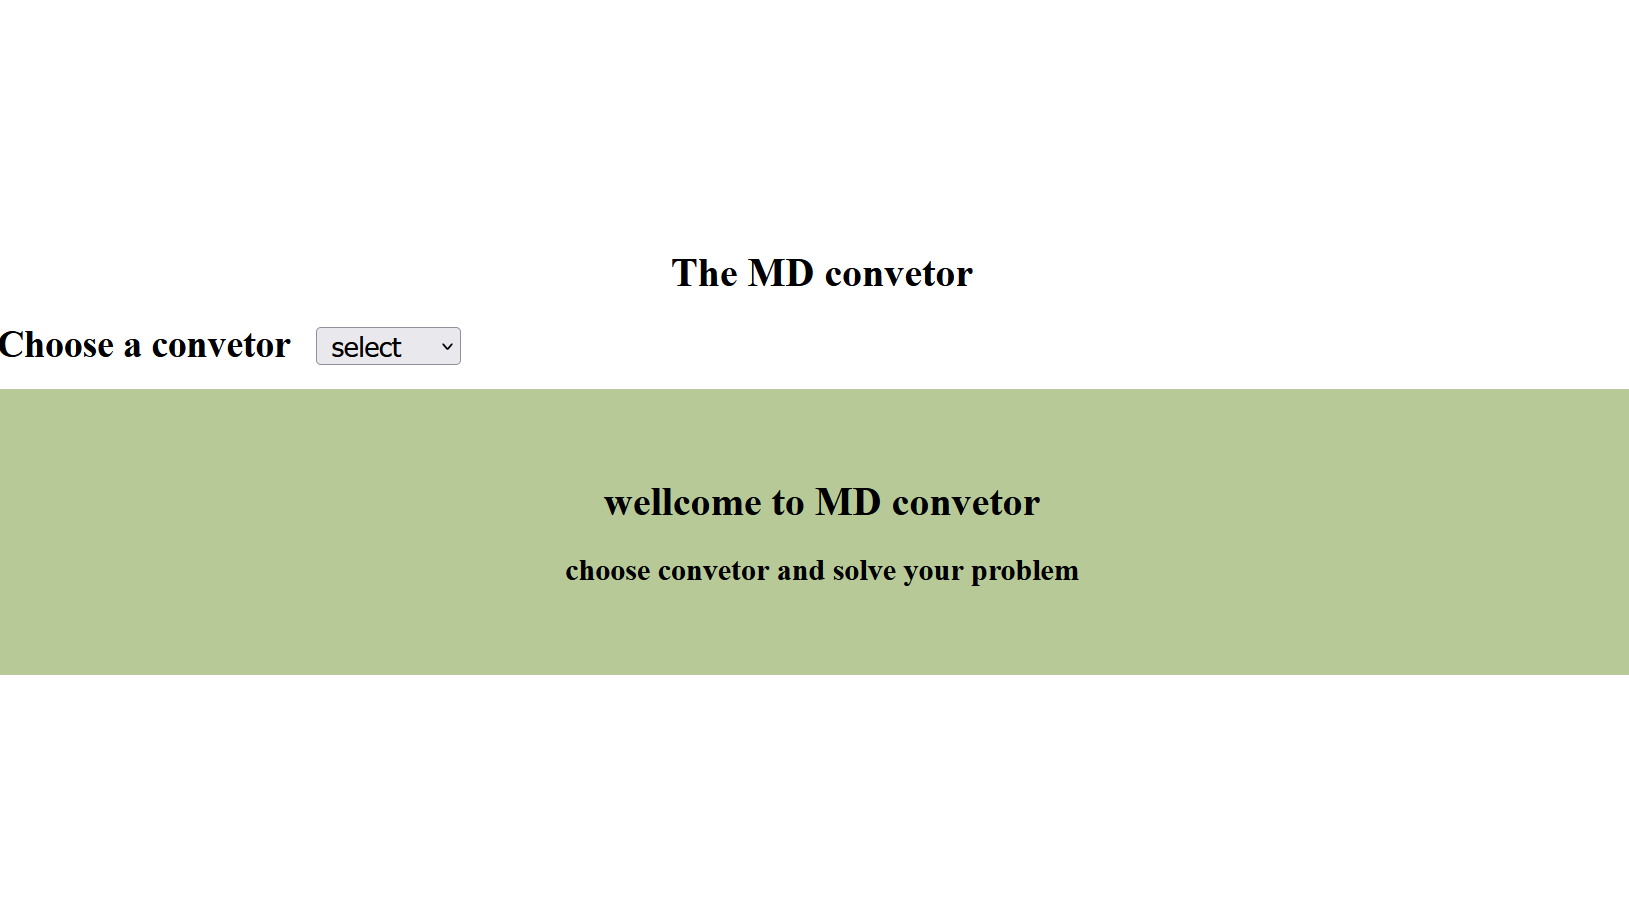 The MD convetor
Choose a convetor select
wellcome to MD convetor
choose convetor and solve your problem